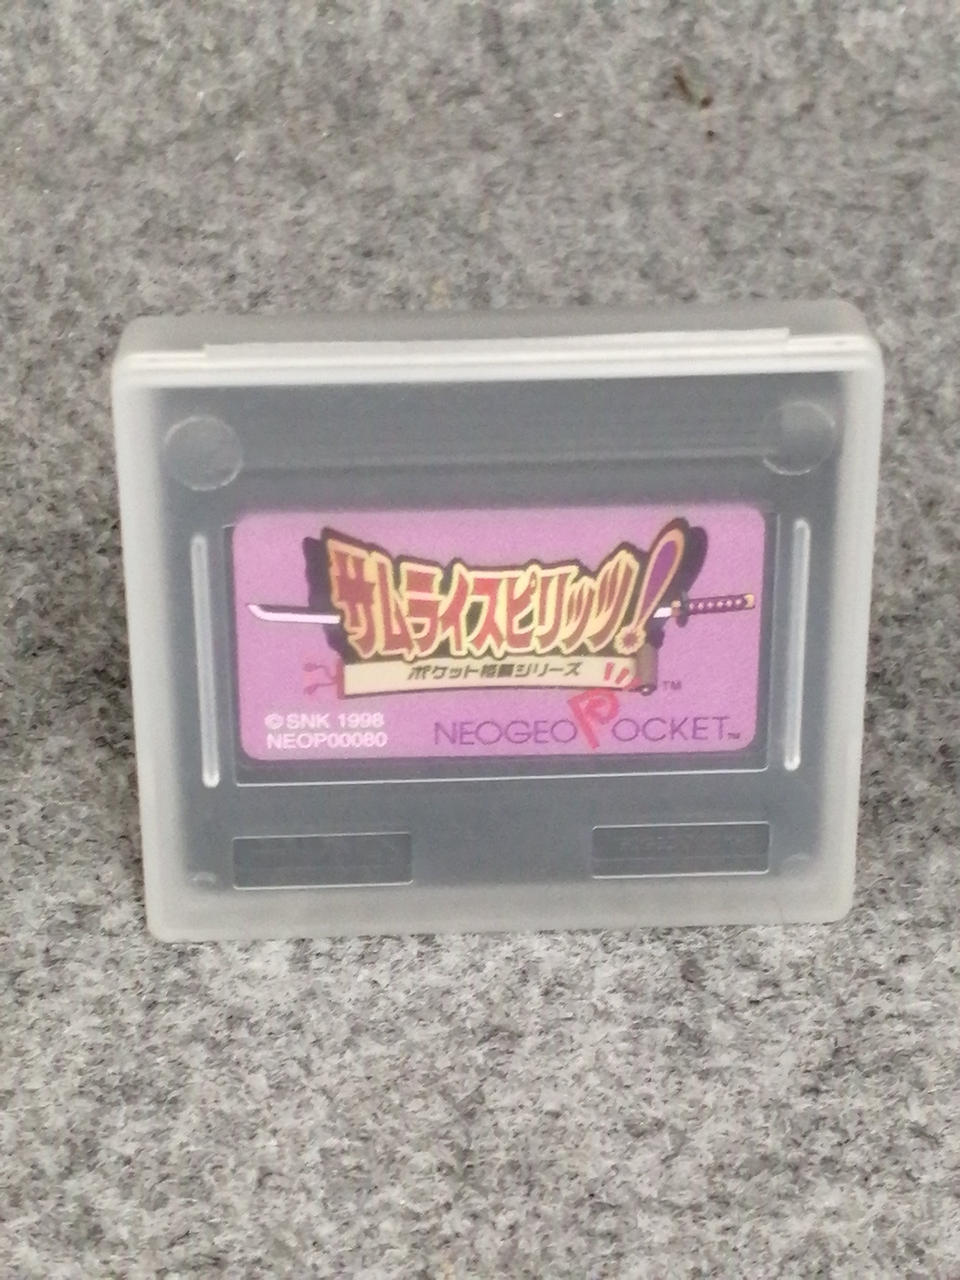 サムライスピリッツ!
ポケット格闘シリーズ
TM
© SNK 1998
NEOP00080
NEOGEO POCKET TM